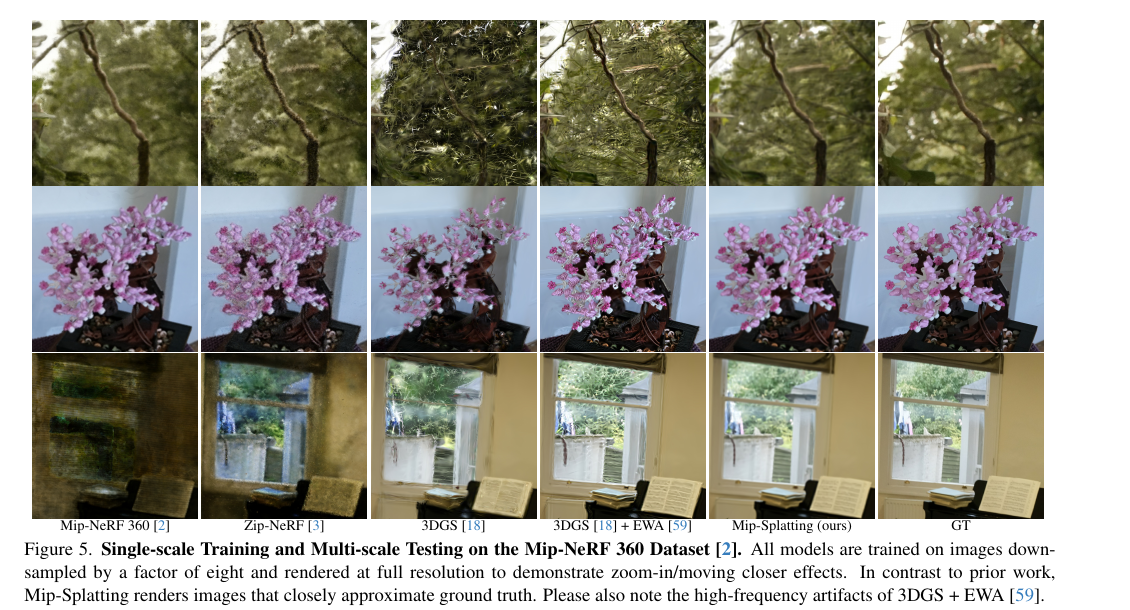 Mip-NeRF 360 [2] Zip-NeRF [3] 3DGS [18] 3DGS [18] + EWA [59] Mip-Splatting (ours) GT
Figure 5. Single-scale Training and Multi-scale Testing on the Mip-NeRF 360 Dataset [2]. All models are trained on images down-
sampled by a factor of eight and rendered at full resolution to demonstrate zoom-in/moving closer effects. In contrast to prior work,
Mip-Splatting renders images that closely approximate ground truth. Please also note the high-frequency artifacts of 3DGS + EWA [59].